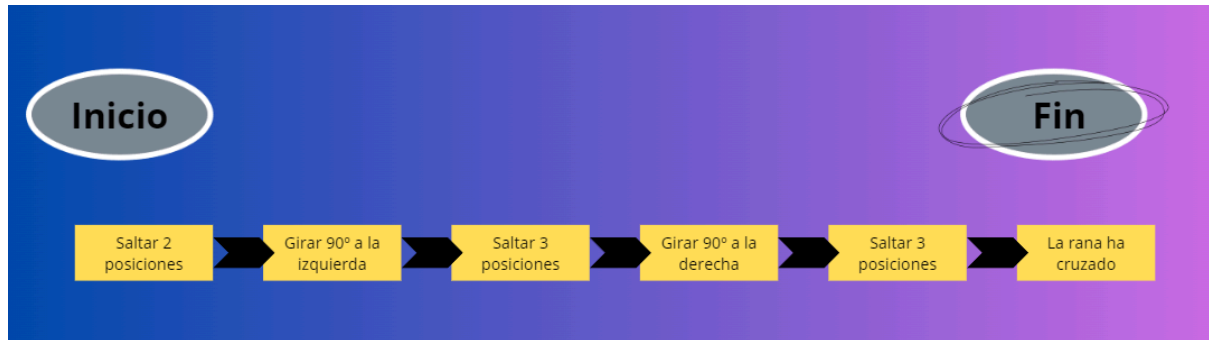 Inicio
Fin
Saltar 2
posiciones
Girar 90º a la
izquierda
Saltar 3
posiciones
Girar 90º a la
derecha
Saltar 3
posiciones
La rana ha
cruzado